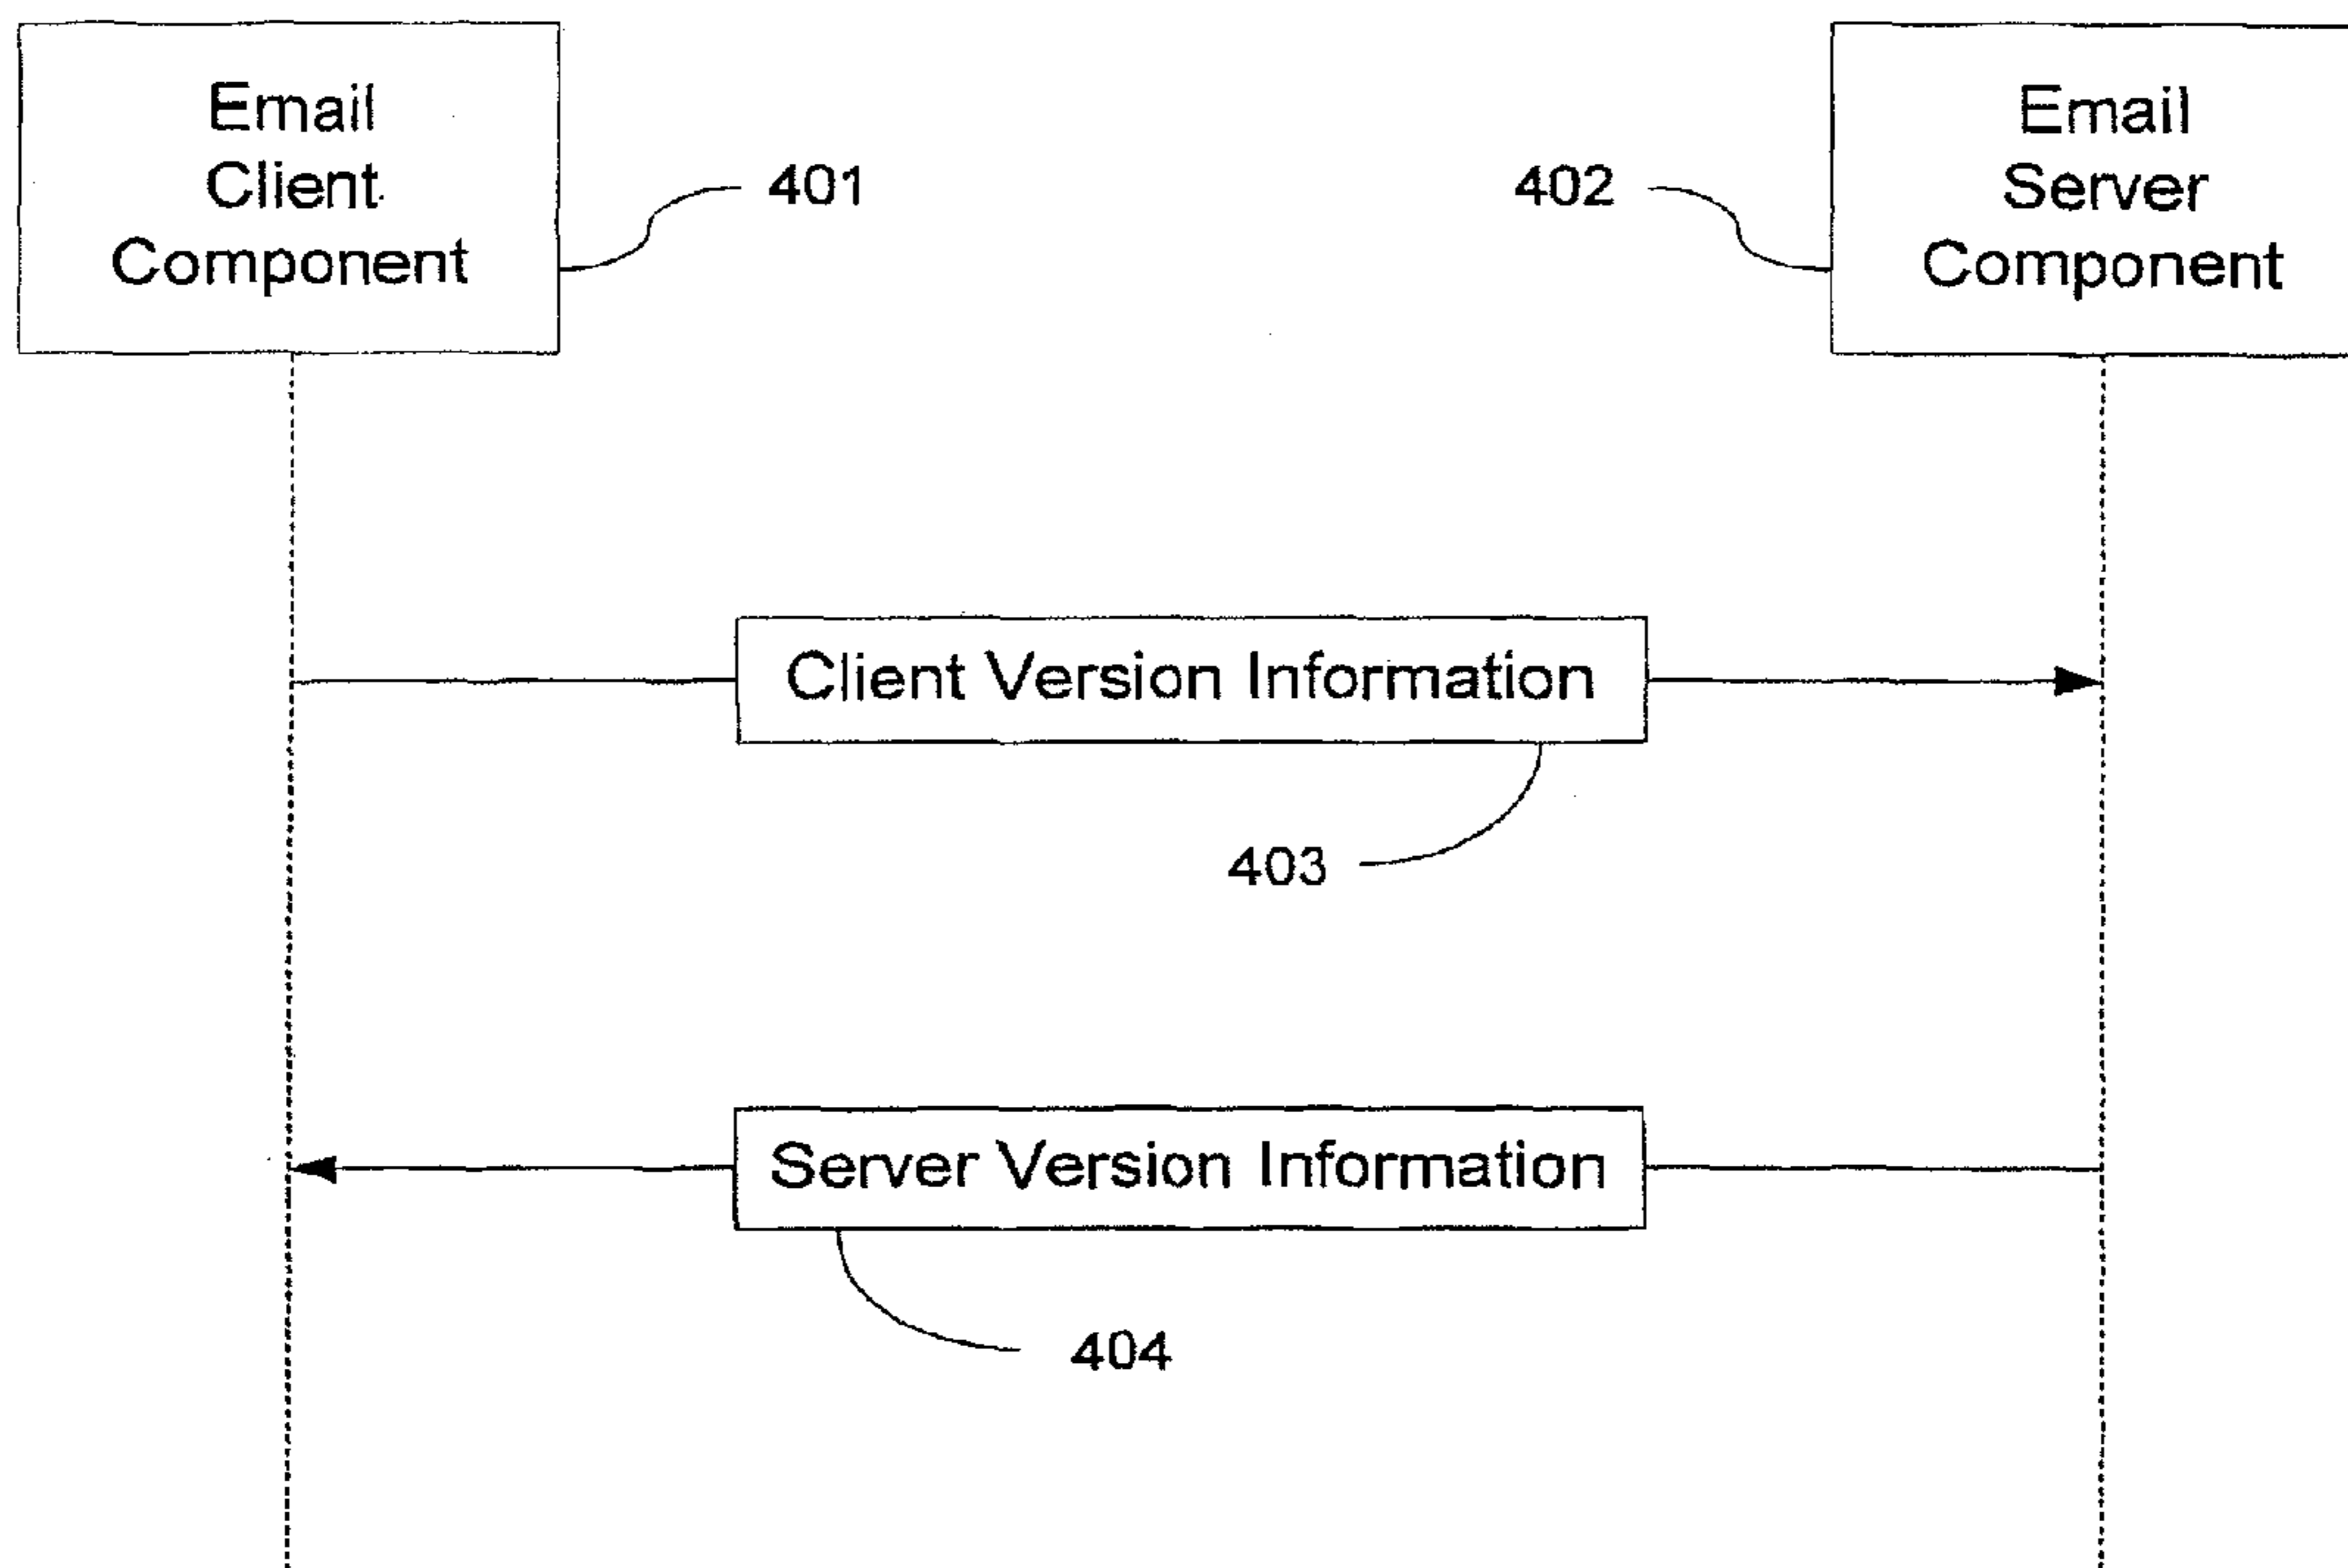 Email
Client
Component
401
402
Email
Server
Component
Client Version Information
403
Server Version Information
404